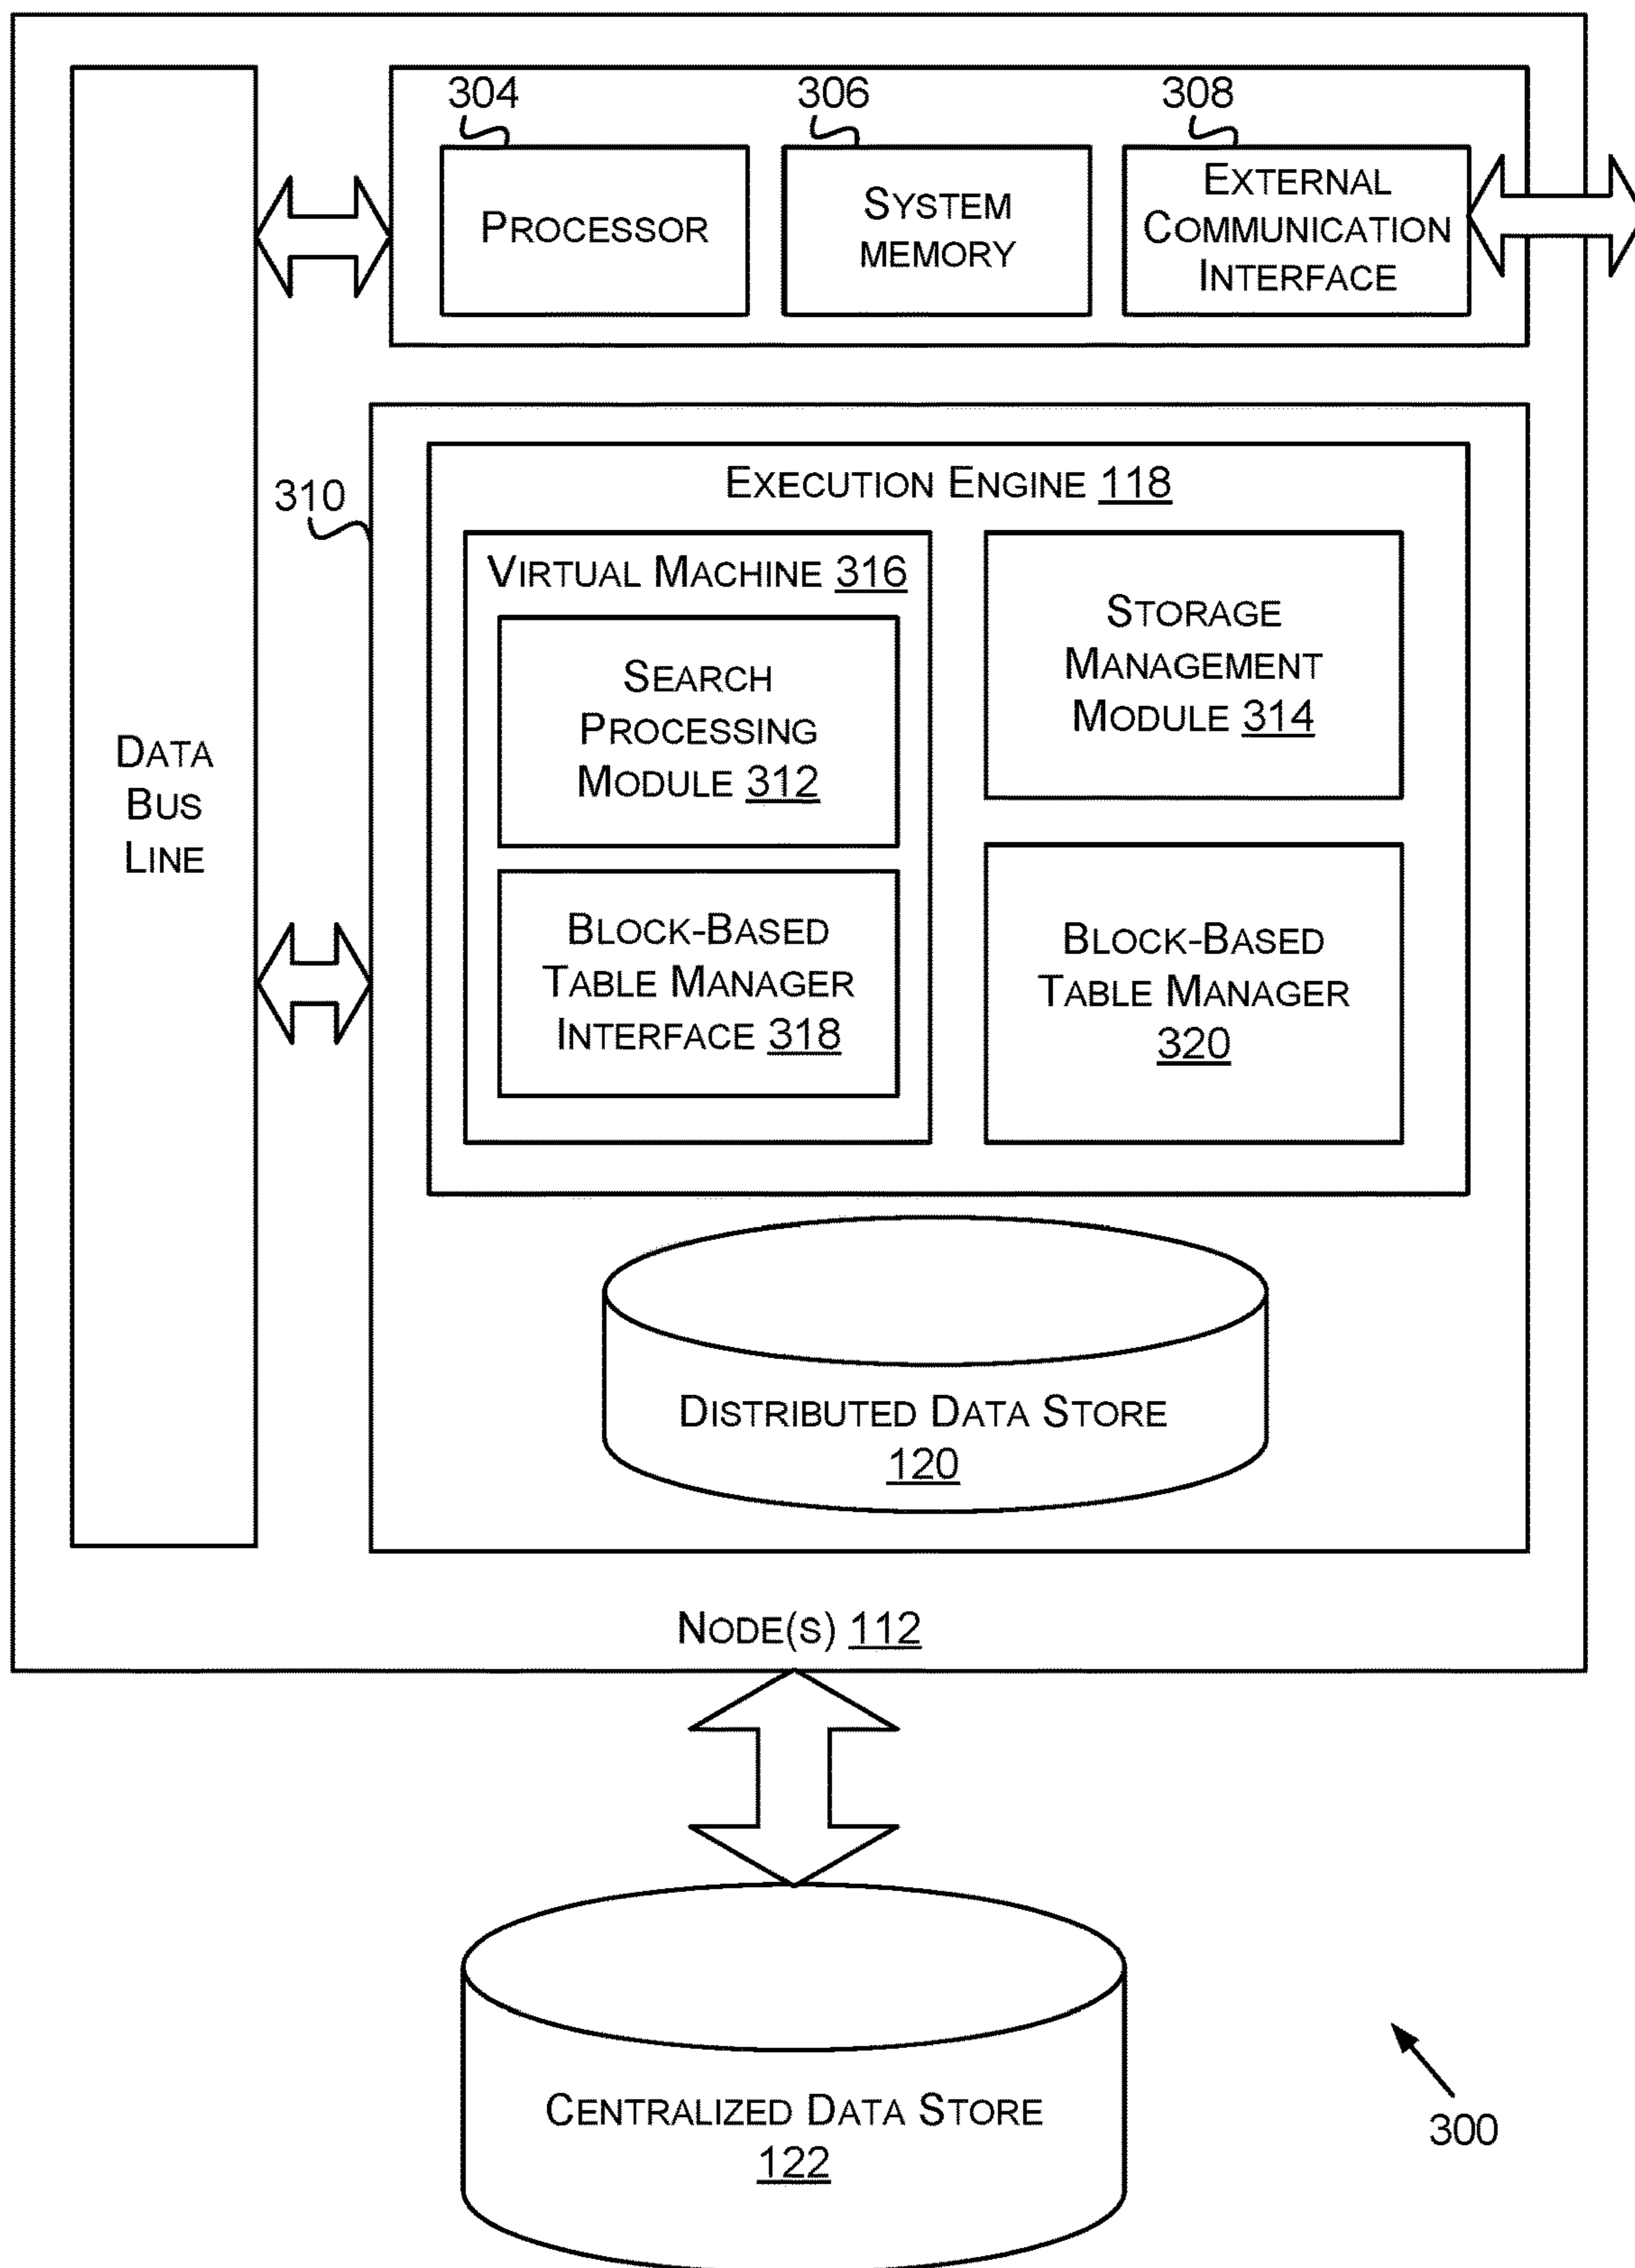 304
306
308
PROCESSOR
SYSTEM
MEMORY
EXTERNAL
COMMUNICATION
INTERFACE
310
EXECUTION ENGINE 118
VIRTUAL MACHINE 316
SEARCH
PROCESSING
MODULE 312
STORAGE
MANAGEMENT
MODULE 314
DATA
BUS
LINE
BLOCK-BASED
TABLE MANAGER
INTERFACE 318
BLOCK-BASED
TABLE MANAGER
320
DISTRIBUTED DATA STORE
120
NODE(S) 112
CENTRALIZED DATA STORE
122
300